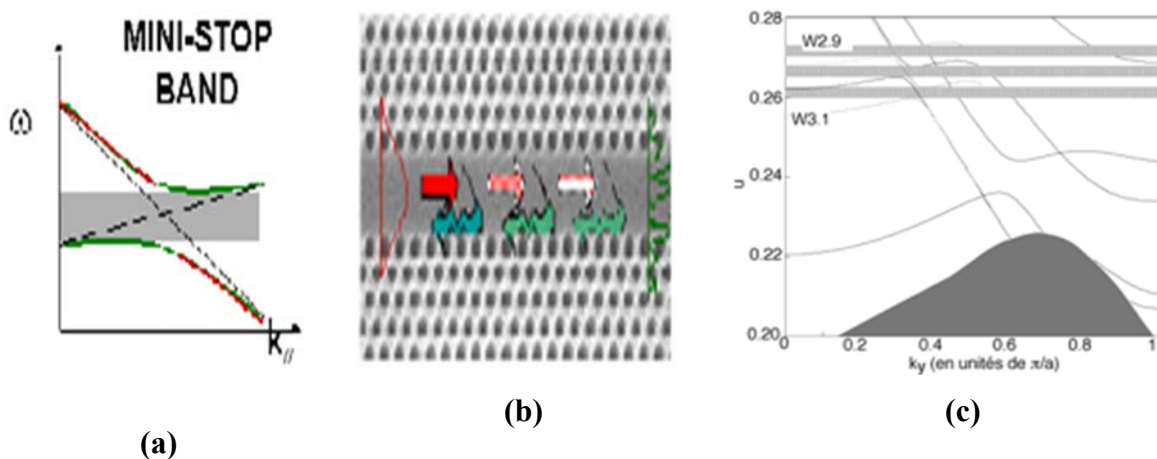 MINI-STOP
BAND
ω
k//
(a)
(b)
0.28
0.26
0.24
0.22
0.20
u
W2.9
W3.1
0
0.2
0.4
0.6
0.8
1
ky (en unités de π/a)
(c)